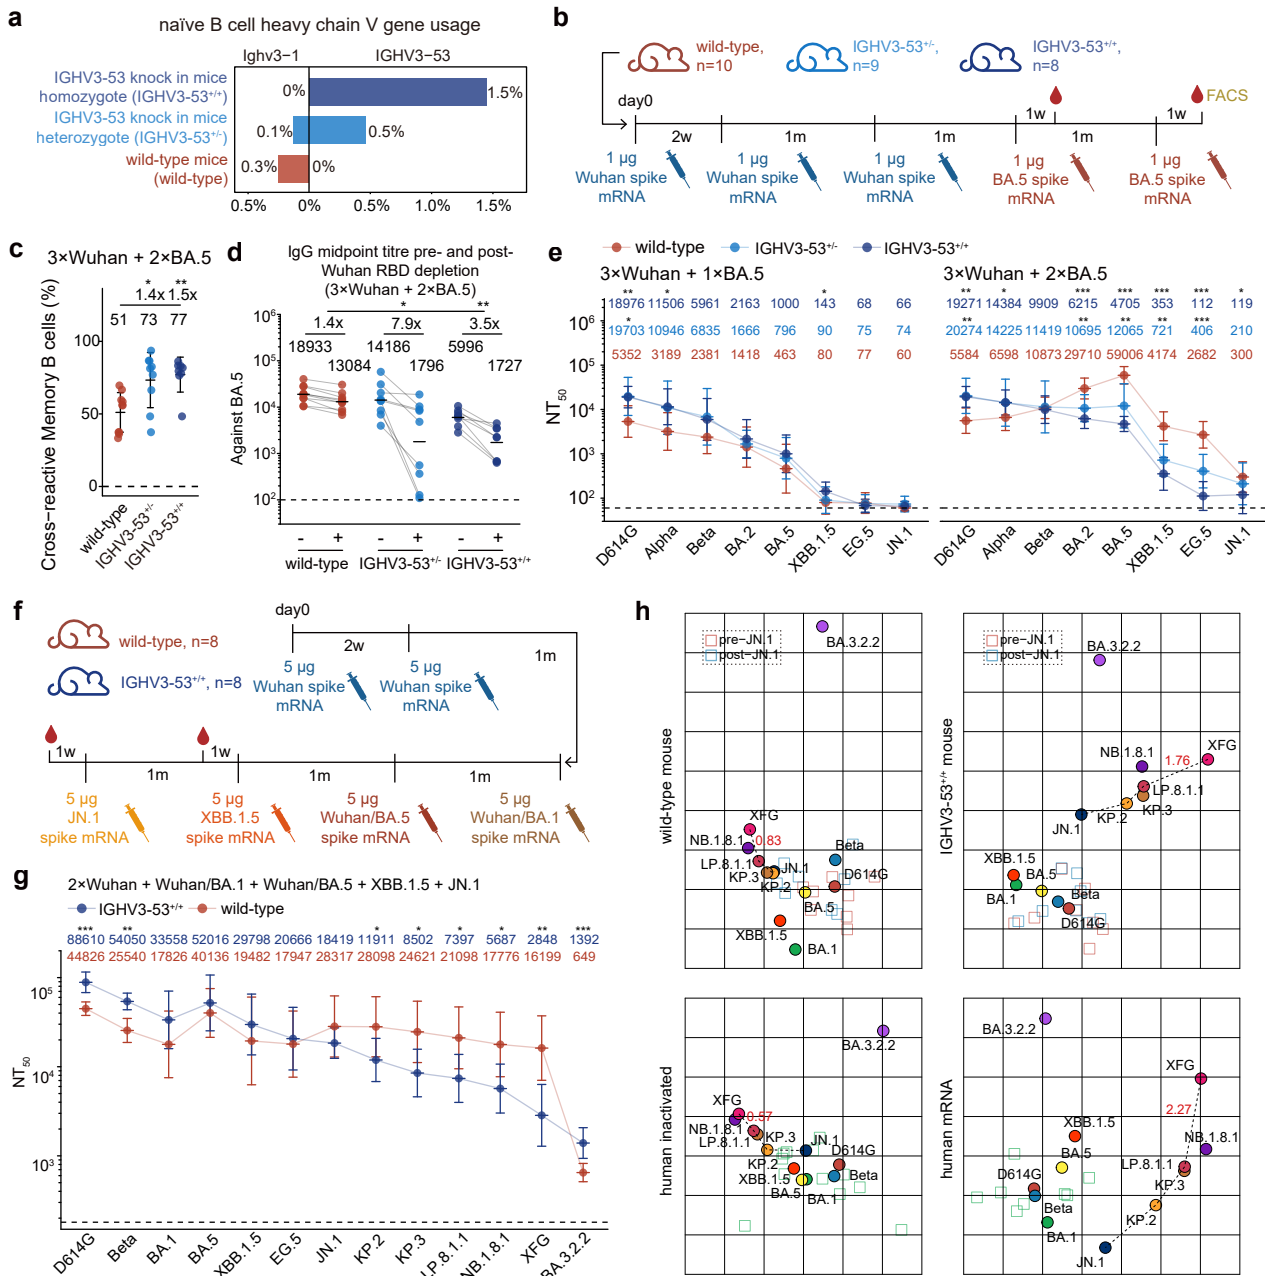 a
naïve B cell heavy chain V gene usage
Ighv3−1
IGHV3−53
IGHV3-53 knock in mice
homozygote (IGHV3-53+/+)
0%
1.5%
IGHV3-53 knock in mice
heterozygote (IGHV3-53+/-)
0.1%
0.5%
wild-type mice
(wild-type)
0.3%
0%
0.5%
0%
0.5%
1.0%
1.5%
b
wild-type,
n=10
IGHV3-53+/-,
n=9
IGHV3-53+/+,
n=8
day0
2w
1m
1m
1w
1m
1w
FACS
1 µg
Wuhan spike
mRNA
1 µg
Wuhan spike
mRNA
1 µg
Wuhan spike
mRNA
1 µg
BA.5 spike
mRNA
1 µg
BA.5 spike
mRNA
c
3×Wuhan + 2×BA.5
* **
1.4x 1.5x
51 73 77
Cross−reactive Memory B cells (%)
100
50
0
wild-type
IGHV3-53+/-
IGHV3-53+/+
d
IgG midpoint titre pre- and post-
Wuhan RBD depletion
(3×Wuhan + 2×BA.5)
* **
1.4x 7.9x 3.5x
18933 14186 5996
13084 1796 1727
Against BA.5
10⁶
10⁵
10⁴
10³
10²
- + - + - +
wild-type IGHV3-53+/- IGHV3-53+/+
e
wild-type IGHV3-53+/- IGHV3-53+/+
3×Wuhan + 1×BA.5
** * *
18976 11506 5961 2163 1000 143 68 66
*
19703 10946 6835 1666 796 90 75 74
5352 3189 2381 1418 463 80 77 60
3×Wuhan + 2×BA.5
** * *** *** *** *** *
19271 14384 9909 6215 4705 353 112 119
** ** ** ** ***
20274 14225 11419 10695 12065 721 406 210
5584 6598 10873 29710 59006 4174 2682 300
NT50
10⁶
10⁵
10⁴
10³
10²
D614G Alpha Beta BA.2 BA.5 XBB.1.5 EG.5 JN.1
D614G Alpha Beta BA.2 BA.5 XBB.1.5 EG.5 JN.1
f
wild-type, n=8
IGHV3-53+/+, n=8
day0
2w
1m
5 µg
Wuhan spike
mRNA
5 µg
Wuhan spike
mRNA
1w
1m
1w
1m
1m
5 µg
JN.1
spike mRNA
5 µg
XBB.1.5
spike mRNA
5 µg
Wuhan/BA.5
spike mRNA
5 µg
Wuhan/BA.1
spike mRNA
g
2×Wuhan + Wuhan/BA.1 + Wuhan/BA.5 + XBB.1.5 + JN.1
IGHV3-53+/+ wild-type
*** ** * * * * ** ***
88610 54050 33558 52016 29798 20666 18419 11911 8502 7397 5687 2848 1392
44826 25540 17826 40136 19482 17947 28317 28098 24621 21098 17776 16199 649
NT50
10⁵
10⁴
10³
D614G Beta BA.1 BA.5 XBB.1.5 EG.5 JN.1 KP.2 KP.3 LP.8.1.1 NB.1.8.1 XFG BA.3.2.2
h
wild-type mouse
pre−JN.1
post−JN.1
BA.3.2.2
XFG
NB.1.8.1
0.83
LP.8.1.1
KP.3
JN.1
KP.2
Beta
D614G
BA.5
XBB.1.5
BA.1
IGHV3-53+/+ mouse
pre−JN.1
post−JN.1
BA.3.2.2
XFG
NB.1.8.1
1.76
LP.8.1.1
KP.3
KP.2
JN.1
XBB.1.5
BA.5
BA.1
Beta
D614G
human inactivated
BA.3.2.2
XFG
0.57
NB.1.8.1
LP.8.1.1
KP.3
JN.1
KP.2
D614G
XBB.1.5
Beta
BA.5
BA.1
human mRNA
BA.3.2.2
XFG
2.27
XBB.1.5
NB.1.8.1
BA.5
LP.8.1.1
D614G
KP.3
Beta
KP.2
BA.1
JN.1